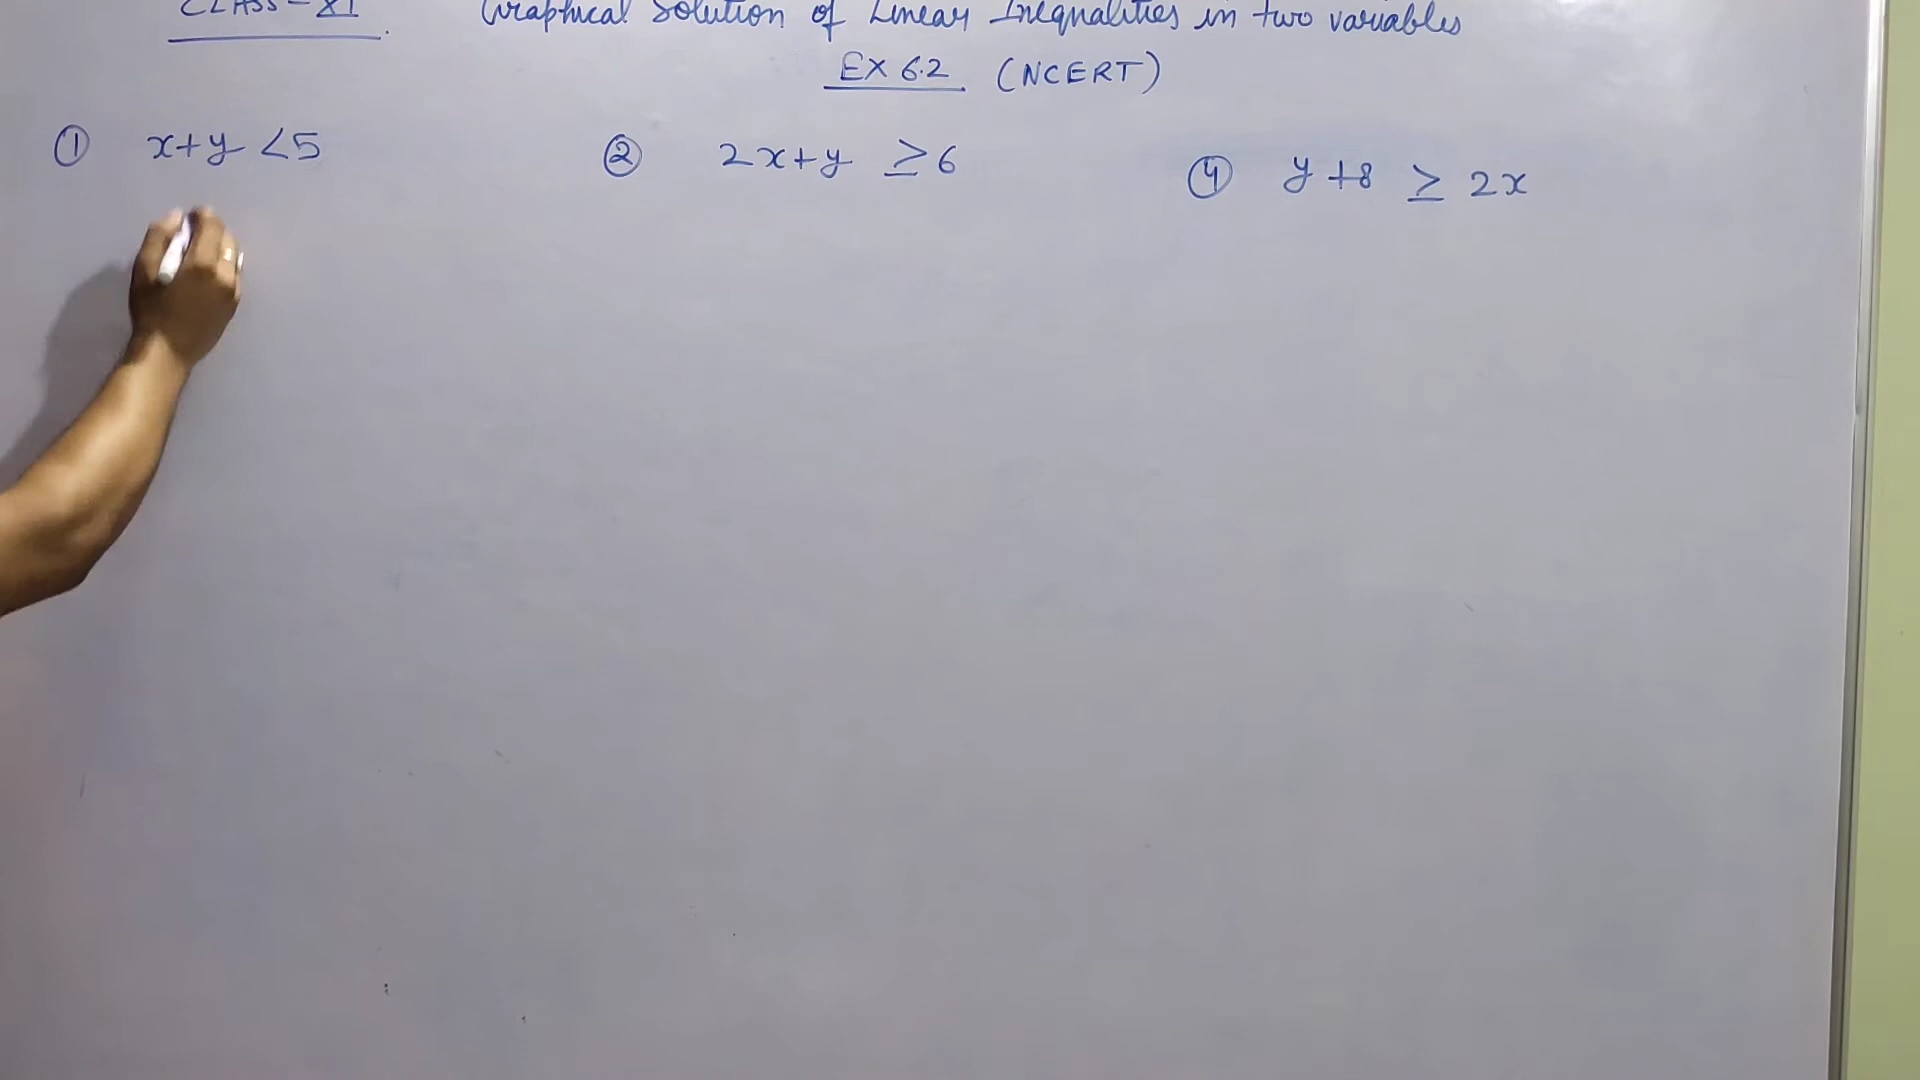 CLASS - XI. Graphical Solution of Linear Inequalities in two variables
EX 6.2 (NCERT)
① x+y <5
② 2x+y ≥6
④ y+8 ≥ 2x